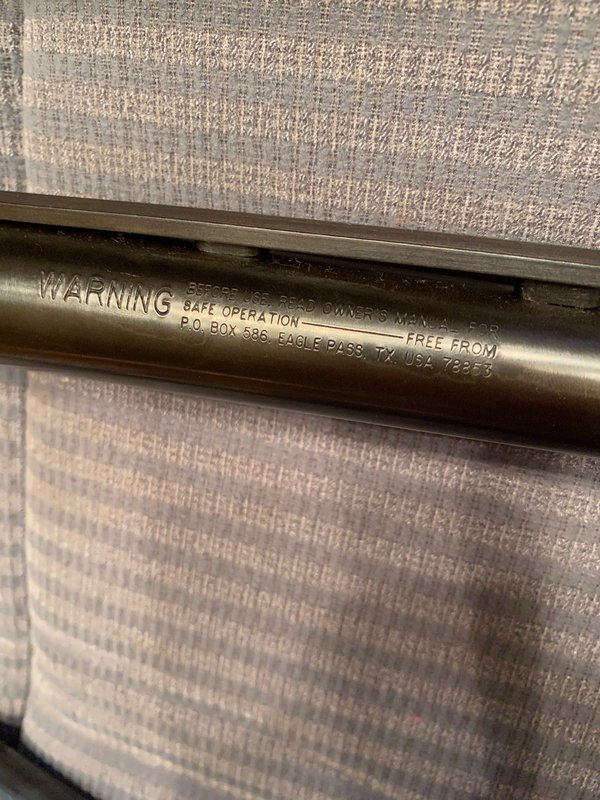 WARNING BEFORE USE, READ OWNER'S MANUAL FOR
SAFE OPERATION FREE FROM
P.O. BOX 586, EAGLE PASS, TX, USA 78853